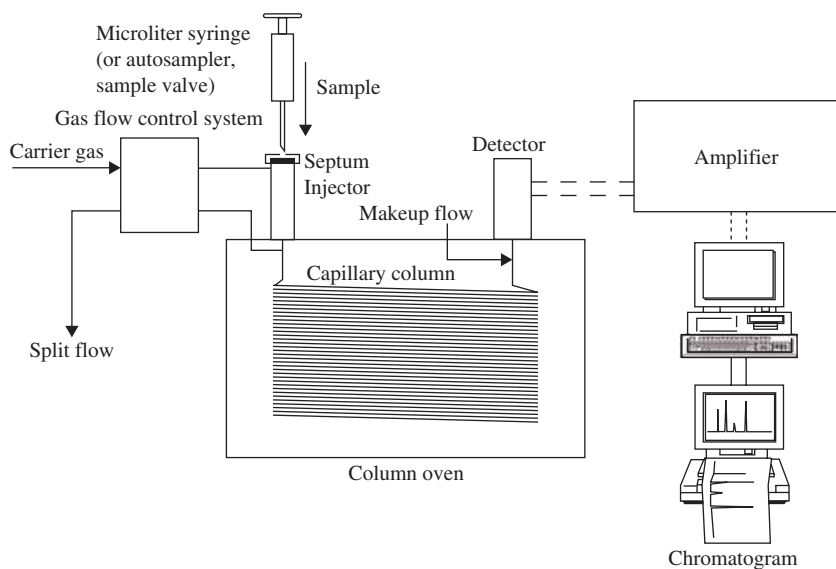 Microliter syringe
(or autosampler,
sample valve)
Sample
Gas flow control system
Carrier gas
Septum
Injector
Detector
Amplifier
Makeup flow
Capillary column
Split flow
Column oven
Chromatogram